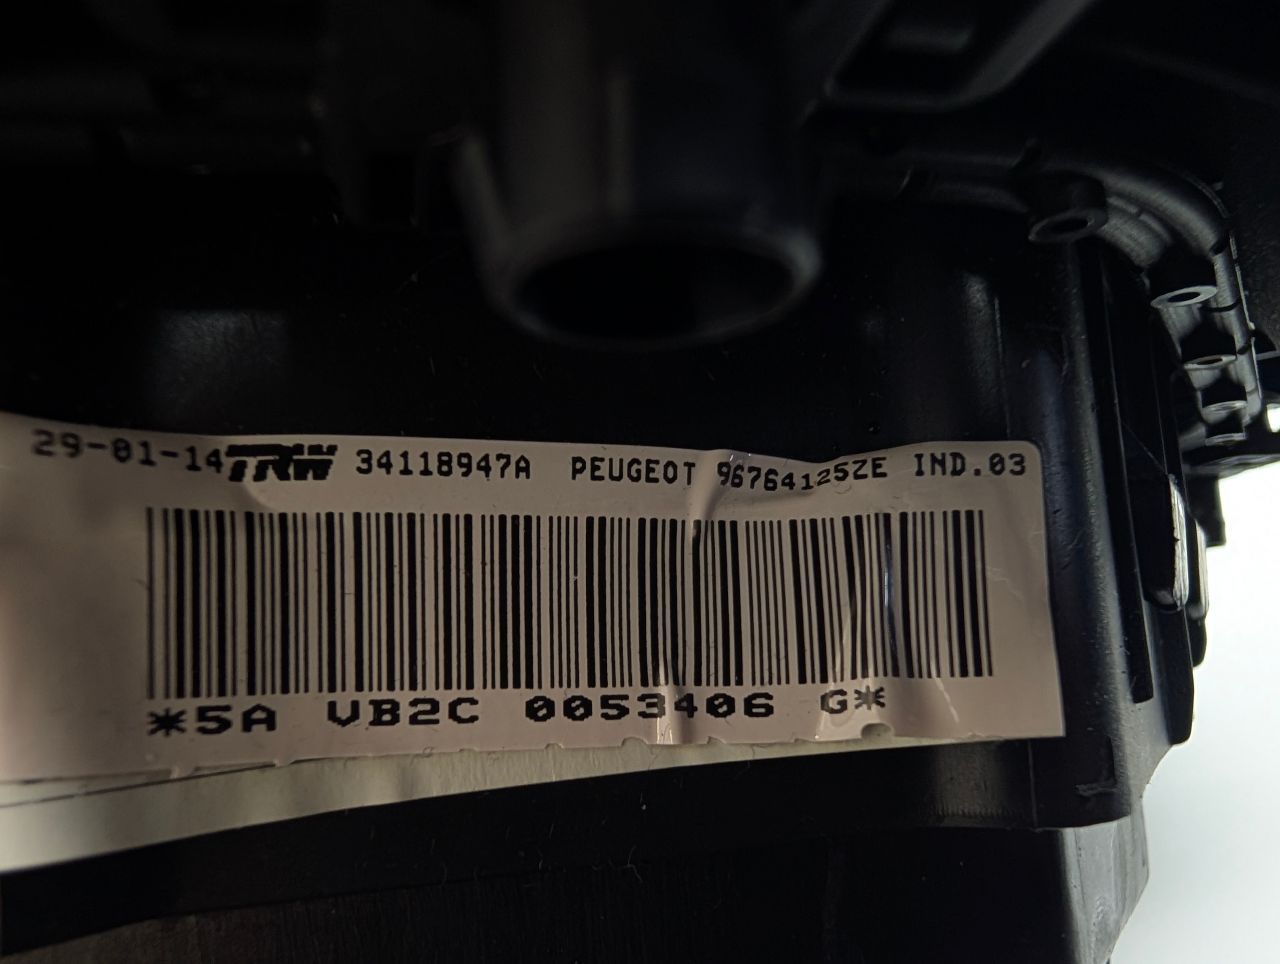 29-01-14 TRW 34118947A PEUGEOT 96764125ZE IND.03
*5A VB2C 0053406 G*